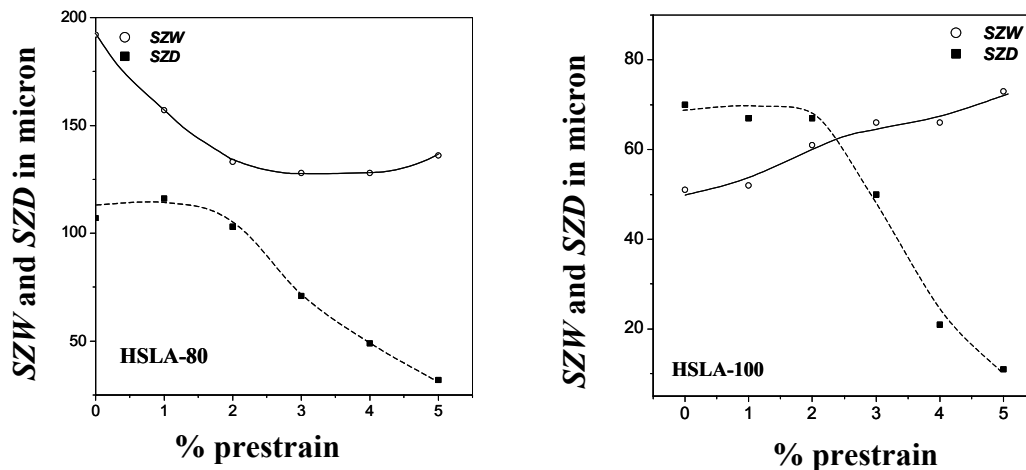 SZW and SZD in micron
200
150
100
50
SZW
SZD
HSLA-80
0 1 2 3 4 5
% prestrain
SZW and SZD in micron
80
60
40
20
SZW
SZD
HSLA-100
0 1 2 3 4 5
% prestrain